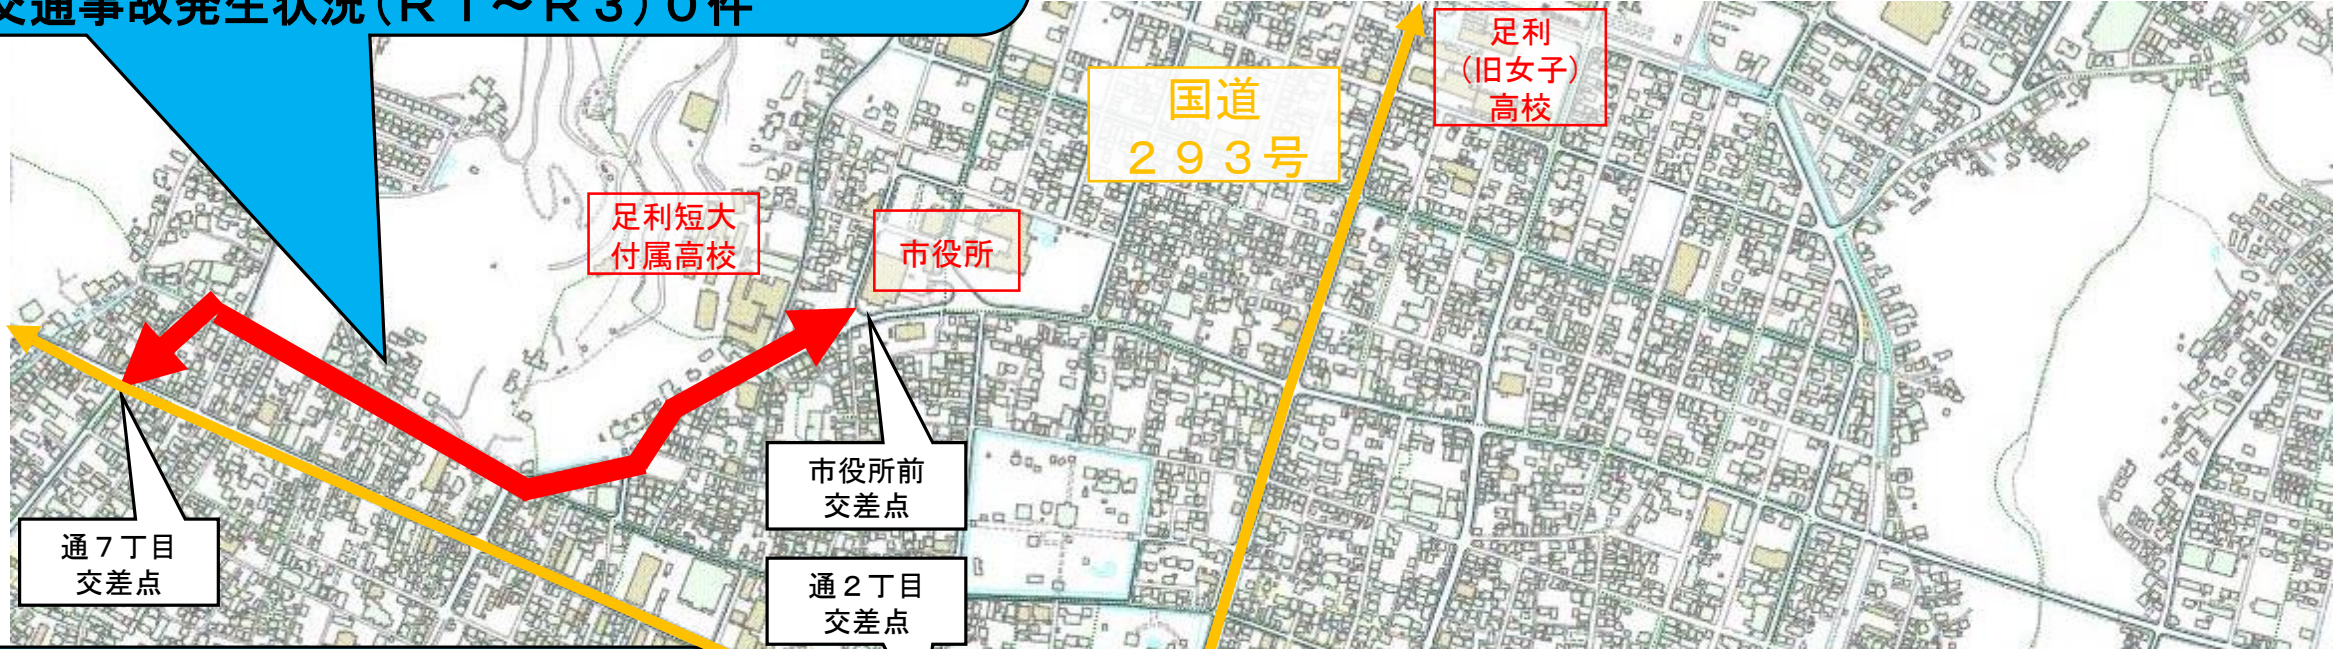 交通事故発生状況(Ｒ１～Ｒ３)０件
足利
(旧女子)
高校
国道
２９３号
足利短大
付属高校
市役所
市役所前
交差点
通７丁目
交差点
通２丁目
交差点